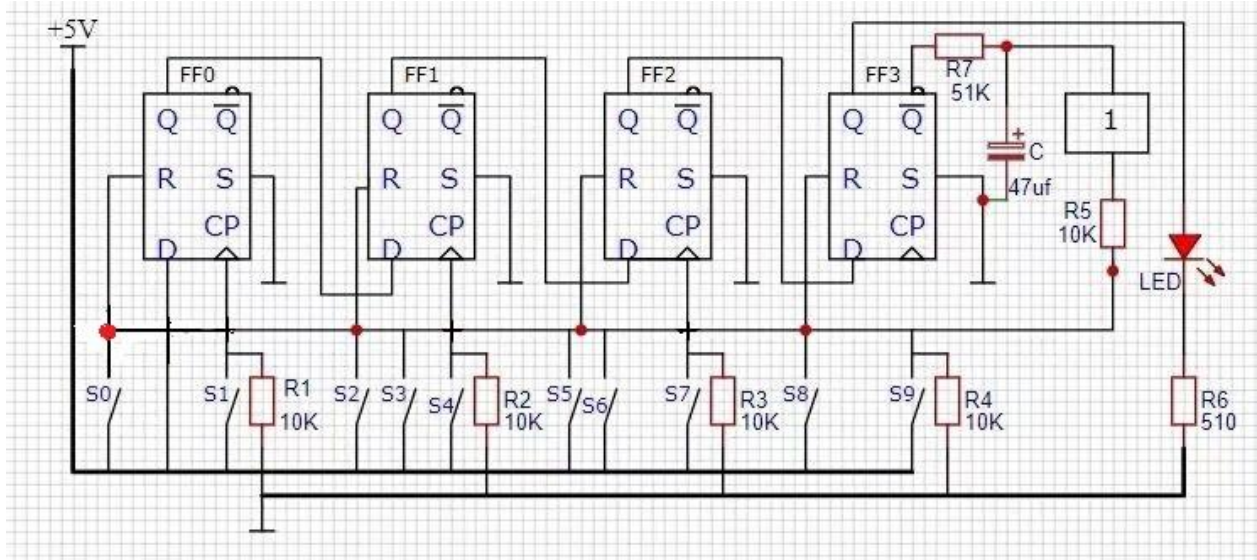 +5V
FF0
FF1
FF2
FF3
R7
51K
Q Q̅
R S
CP
D
Q Q̅
R S
CP
D
Q Q̅
R S
CP
D
Q Q̅
R S
CP
D
+
C
47uf
1
R5
10K
LED
S0
S1
R1
10K
S2
S3
S4
R2
10K
S5
S6
S7
R3
10K
S8
S9
R4
10K
R6
510